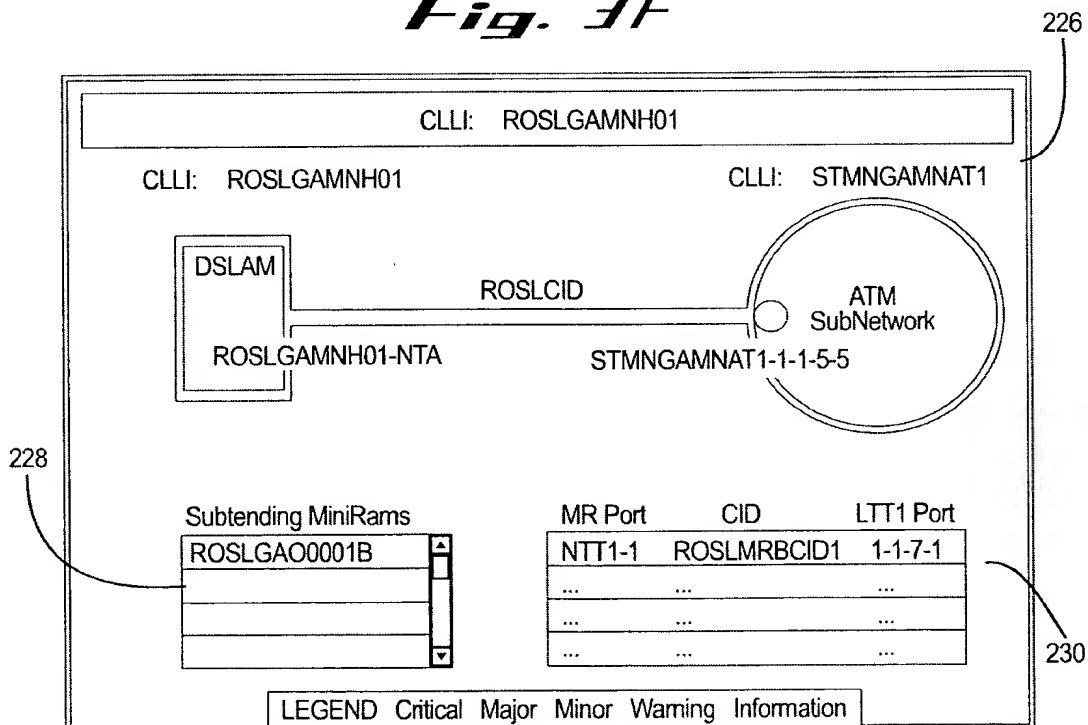 Fig. 3F
226
CLLI: ROSLGAMNH01
CLLI: ROSLGAMNH01
CLLI: STMNGAMNAT1
DSLAM
ROSLCID
ATM
SubNetwork
ROSLGAMNH01-NTA
STMNGAMNAT1-1-1-5-5
228
Subtending MiniRams
ROSLGAO0001B
MR Port CID LTT1 Port
NTT1-1 ROSLMRBCID1 1-1-7-1
... ... ...
... ... ...
... ... ...
230
LEGEND Critical Major Minor Warning Information